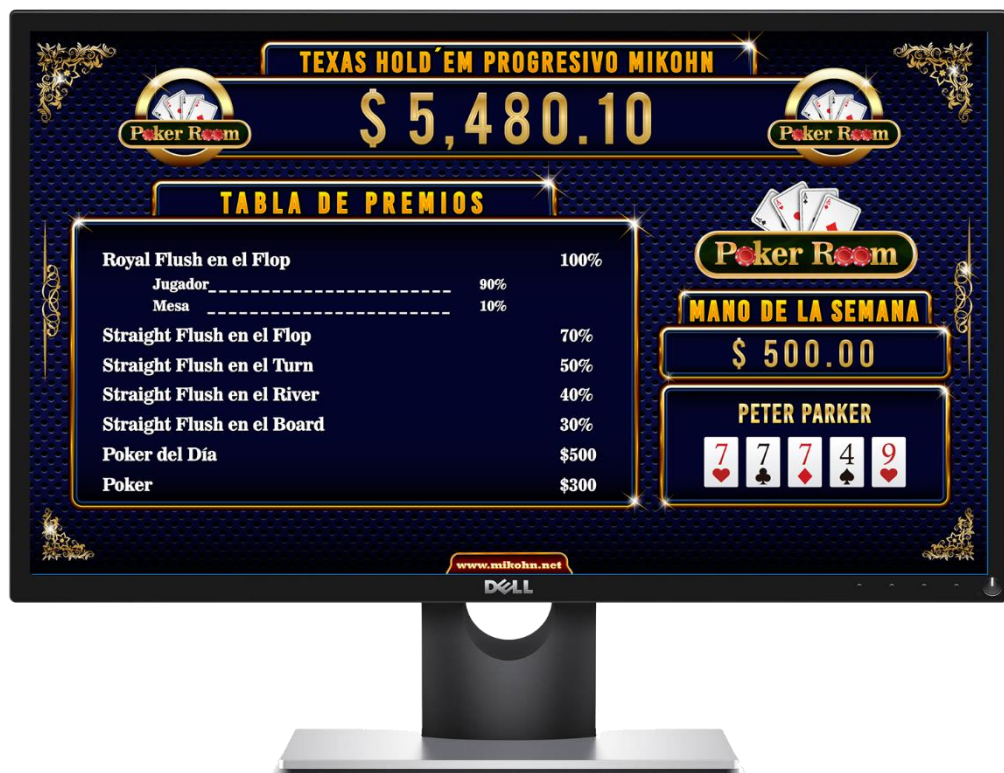 TEXAS HOLD´EM PROGRESIVO MIKOHN
$ 5,480.10
Poker Room
Poker Room
TABLA DE PREMIOS
Royal Flush en el Flop 100%
Jugador_________________________ 90%
Mesa _________________________ 10%
Straight Flush en el Flop 70%
Straight Flush en el Turn 50%
Straight Flush en el River 40%
Straight Flush en el Board 30%
Poker del Día $500
Poker $300
Poker Room
MANO DE LA SEMANA
$ 500.00
PETER PARKER
7 7 7 4 9
www.mikohn.net
DELL